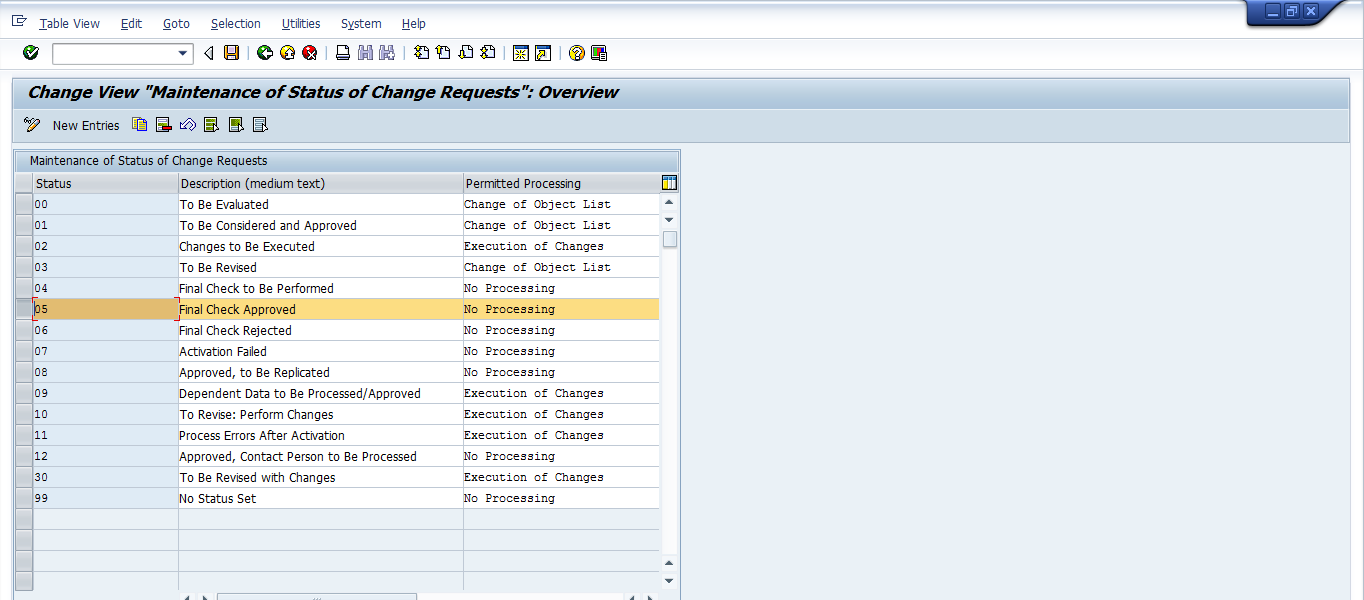 Table View Edit Goto Selection Utilities System Help
Change View "Maintenance of Status of Change Requests": Overview
New Entries
Maintenance of Status of Change Requests
Status Description (medium text) Permitted Processing
00 To Be Evaluated Change of Object List
01 To Be Considered and Approved Change of Object List
02 Changes to Be Executed Execution of Changes
03 To Be Revised Change of Object List
04 Final Check to Be Performed No Processing
05 Final Check Approved No Processing
06 Final Check Rejected No Processing
07 Activation Failed No Processing
08 Approved, to Be Replicated No Processing
09 Dependent Data to Be Processed/Approved Execution of Changes
10 To Revise: Perform Changes Execution of Changes
11 Process Errors After Activation Execution of Changes
12 Approved, Contact Person to Be Processed No Processing
30 To Be Revised with Changes Execution of Changes
99 No Status Set No Processing